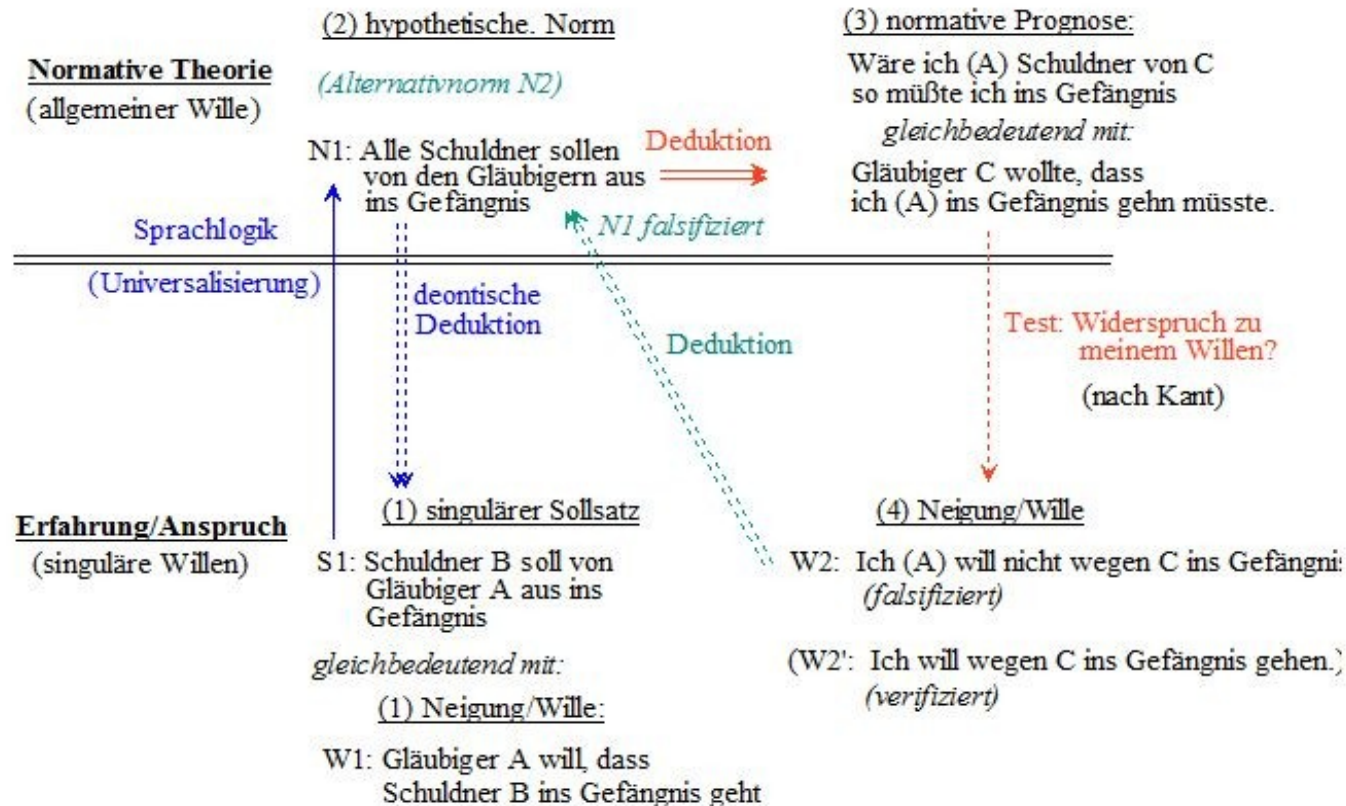 (2) hypothetische. Norm
(3) normative Prognose:
Normative Theorie
(allgemeiner Wille)
(Alternativnorm N2)
Wäre ich (A) Schuldner von C
so müßte ich ins Gefängnis
gleichbedeutend mit:
Gläubiger C wollte, dass
ich (A) ins Gefängnis gehn müsste.
N1: Alle Schuldner sollen
von den Gläubigern aus
ins Gefängnis
Deduktion
Sprachlogik
(Universalisierung)
N1 falsifiziert
deontische
Deduktion
Deduktion
Test: Widerspruch zu
meinem Willen?
(nach Kant)
Erfahrung/Anspruch
(singuläre Willen)
(1) singulärer Sollsatz
S1: Schuldner B soll von
Gläubiger A aus ins
Gefängnis
gleichbedeutend mit:
(1) Neigung/Wille:
W1: Gläubiger A will, dass
Schuldner B ins Gefängnis geht
(4) Neigung/Wille
W2: Ich (A) will nicht wegen C ins Gefängni
(falsifiziert)
(W2': Ich will wegen C ins Gefängnis gehen.)
(verifiziert)